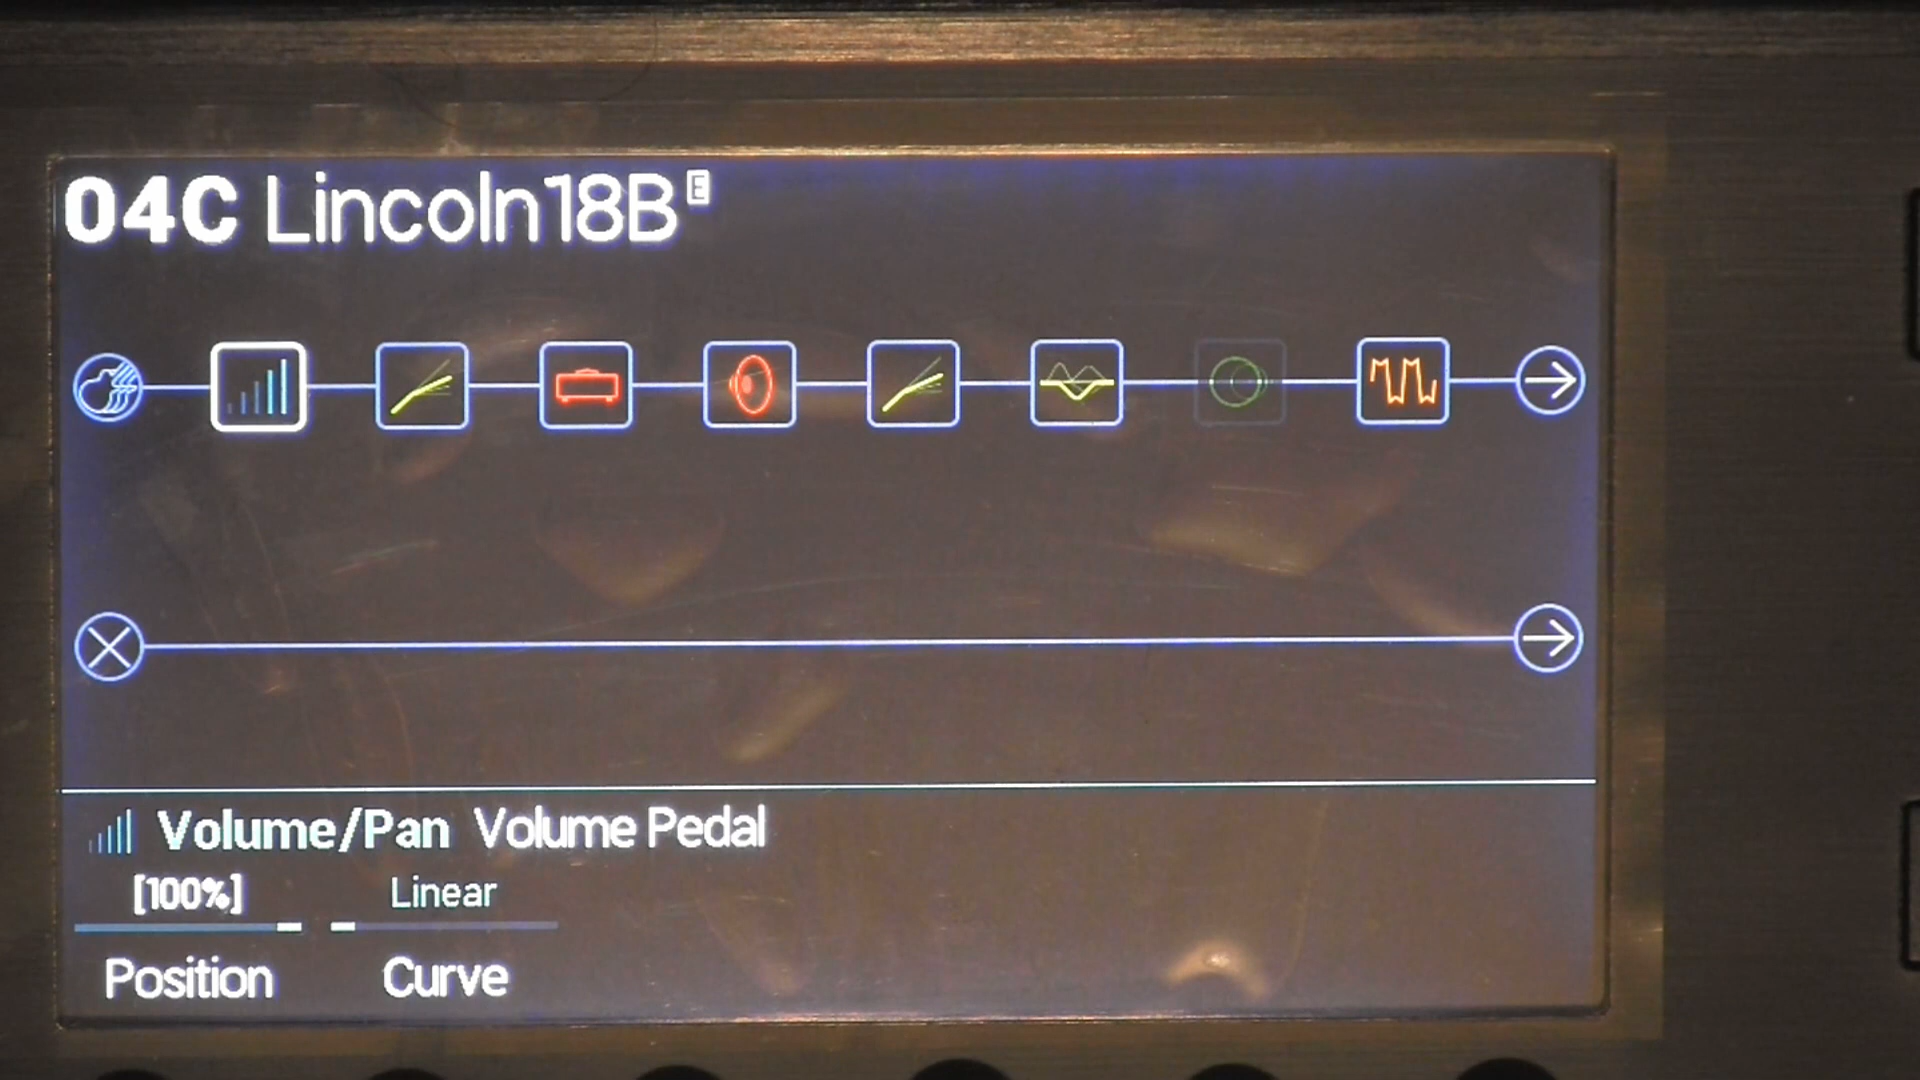 04C Lincoln18B E
Volume/Pan Volume Pedal
[100%] Linear
Position Curve